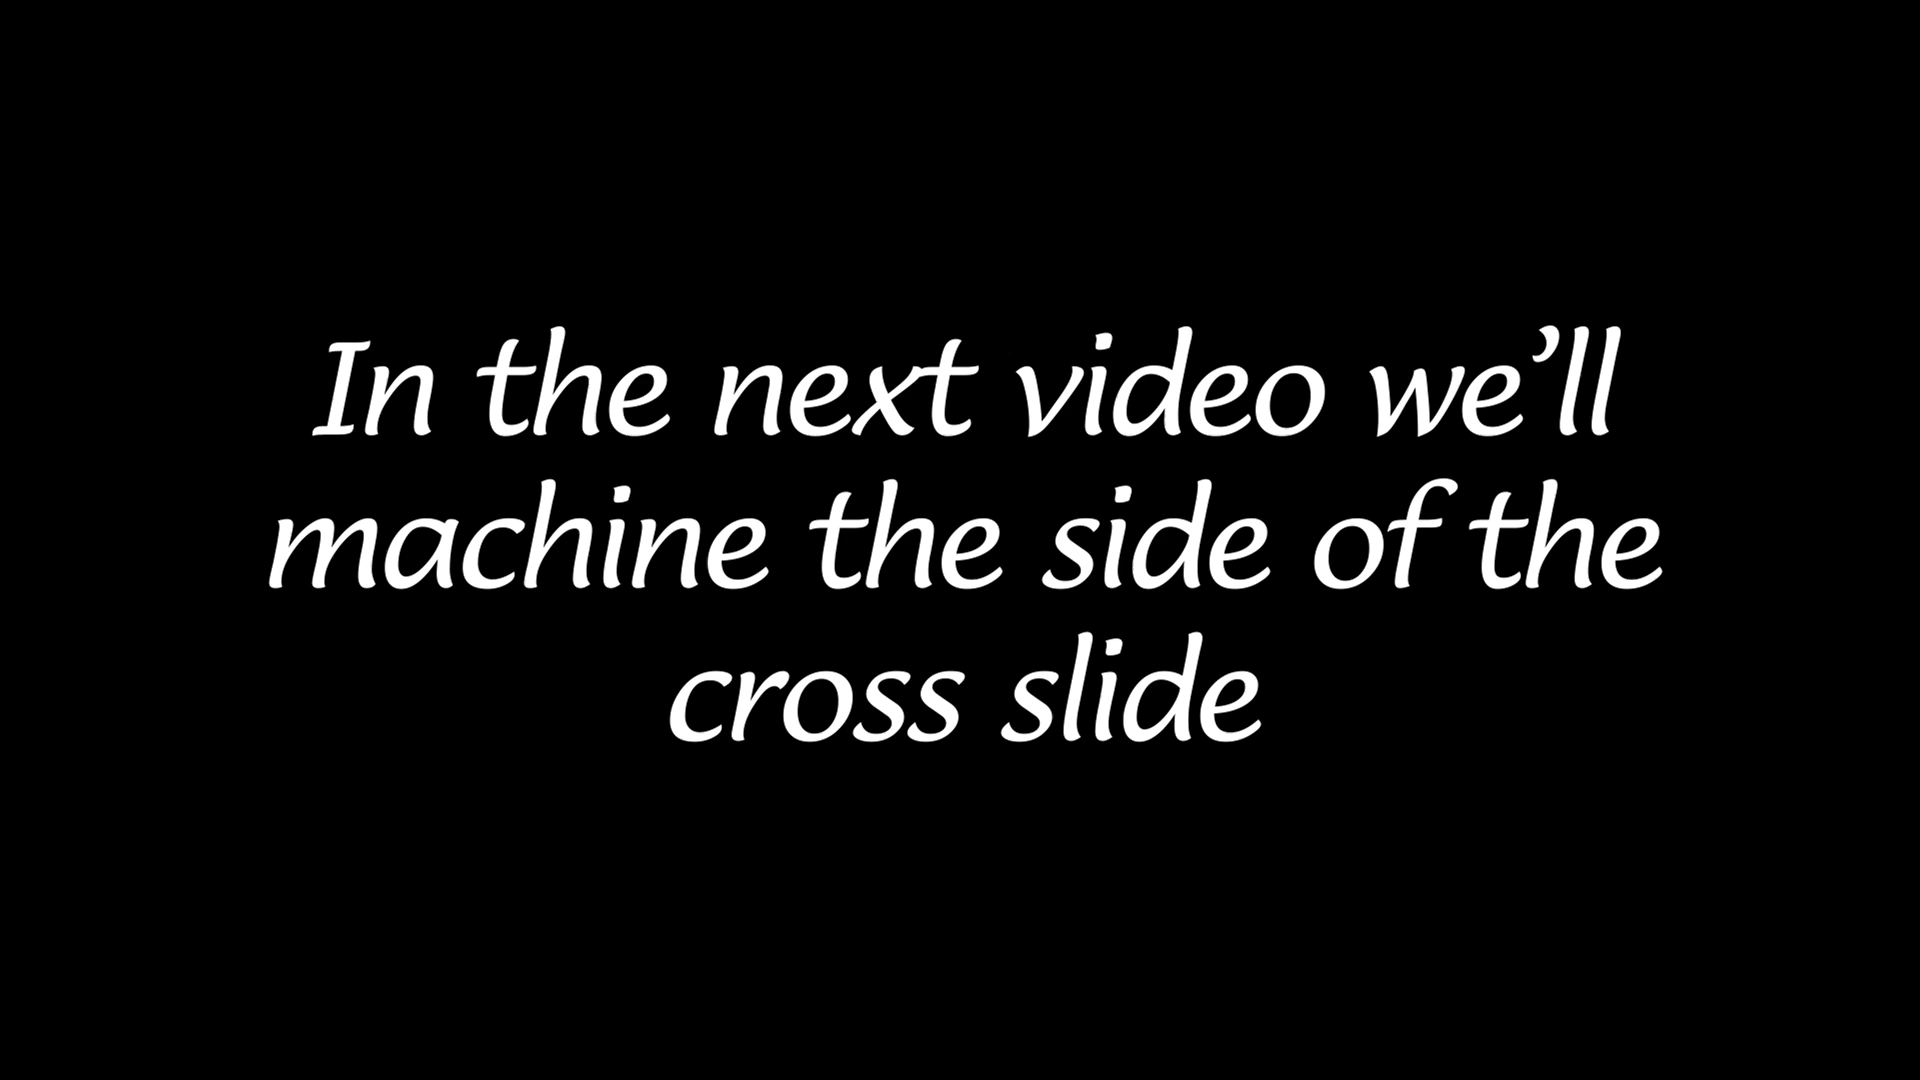 In the next video we’ll
machine the side of the
cross slide